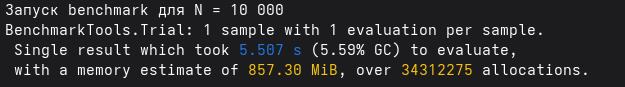 Запуск benchmark для N = 10 000
BenchmarkTools.Trial: 1 sample with 1 evaluation per sample.
 Single result which took 5.507 s (5.59% GC) to evaluate,
 with a memory estimate of 857.30 MiB, over 34312275 allocations.